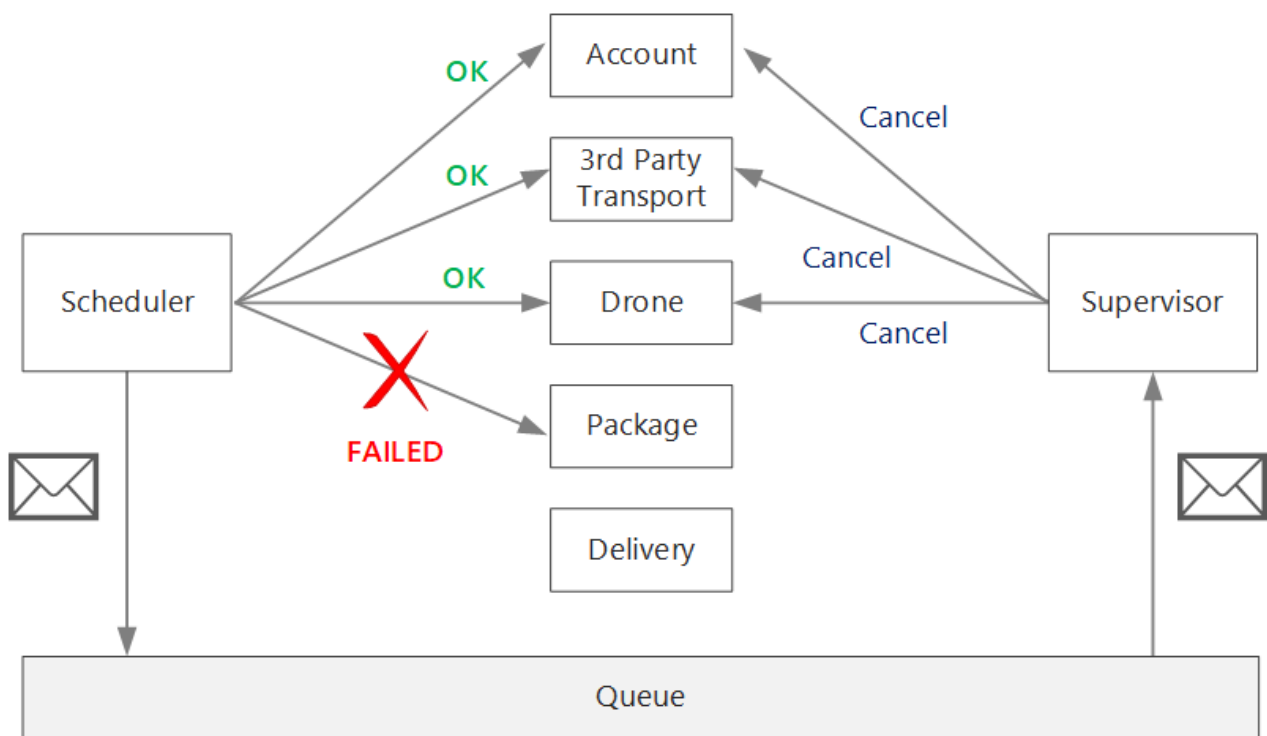 Account
OK
Cancel
3rd Party
Transport
OK
Scheduler
OK
Drone
Cancel
Supervisor
Cancel
Package
FAILED
Delivery
Queue